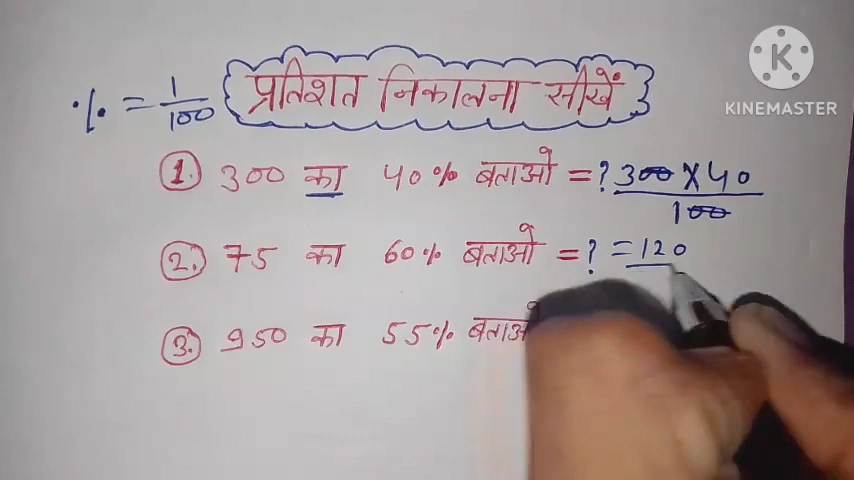 % = 1/100 प्रतिशत निकालना सीखें
KINEMASTER
1. 300 का 40% बताओ = ? 300 X 40 / 100
2. 75 का 60% बताओ = ? = 120
3. 950 का 55% बताओ